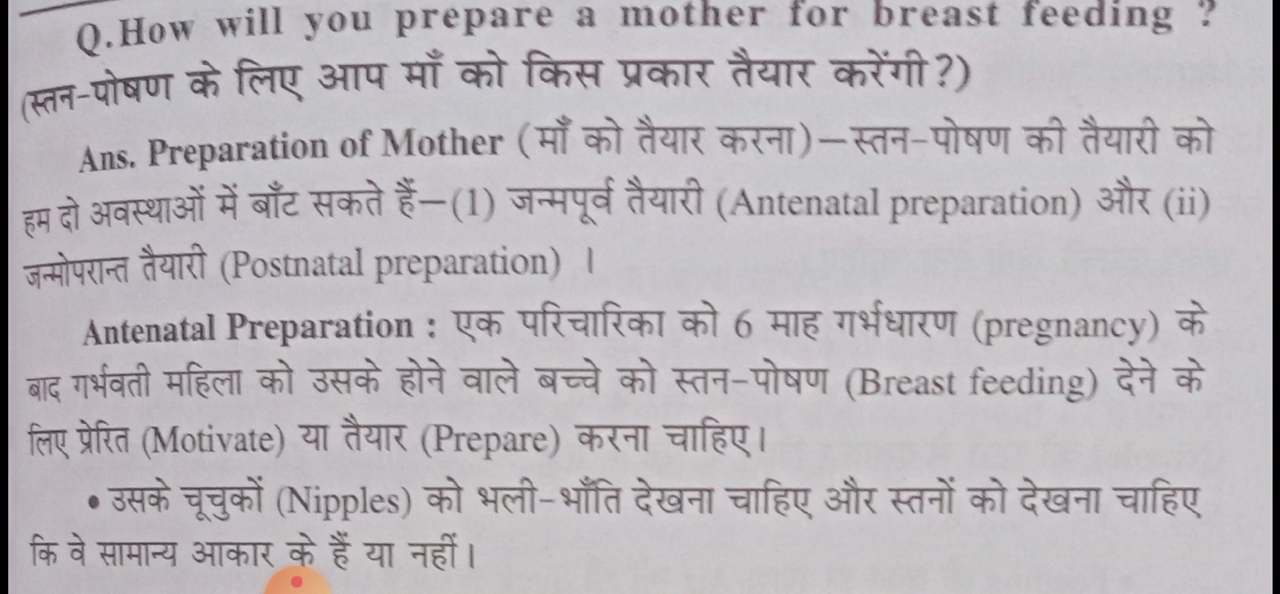 Q. How will you prepare a mother for breast feeding ?
(स्तन-पोषण के लिए आप माँ को किस प्रकार तैयार करेंगी?)
Ans. Preparation of Mother (माँ को तैयार करना)—स्तन-पोषण की तैयारी को
हम दो अवस्थाओं में बाँट सकते हैं—(1) जन्मपूर्व तैयारी (Antenatal preparation) और (ii)
जन्मोपरान्त तैयारी (Postnatal preparation) ।
Antenatal Preparation : एक परिचारिका को 6 माह गर्भधारण (pregnancy) के
बाद गर्भवती महिला को उसके होने वाले बच्चे को स्तन-पोषण (Breast feeding) देने के
लिए प्रेरित (Motivate) या तैयार (Prepare) करना चाहिए।
• उसके चूचुकों (Nipples) को भली-भाँति देखना चाहिए और स्तनों को देखना चाहिए
कि वे सामान्य आकार के हैं या नहीं।